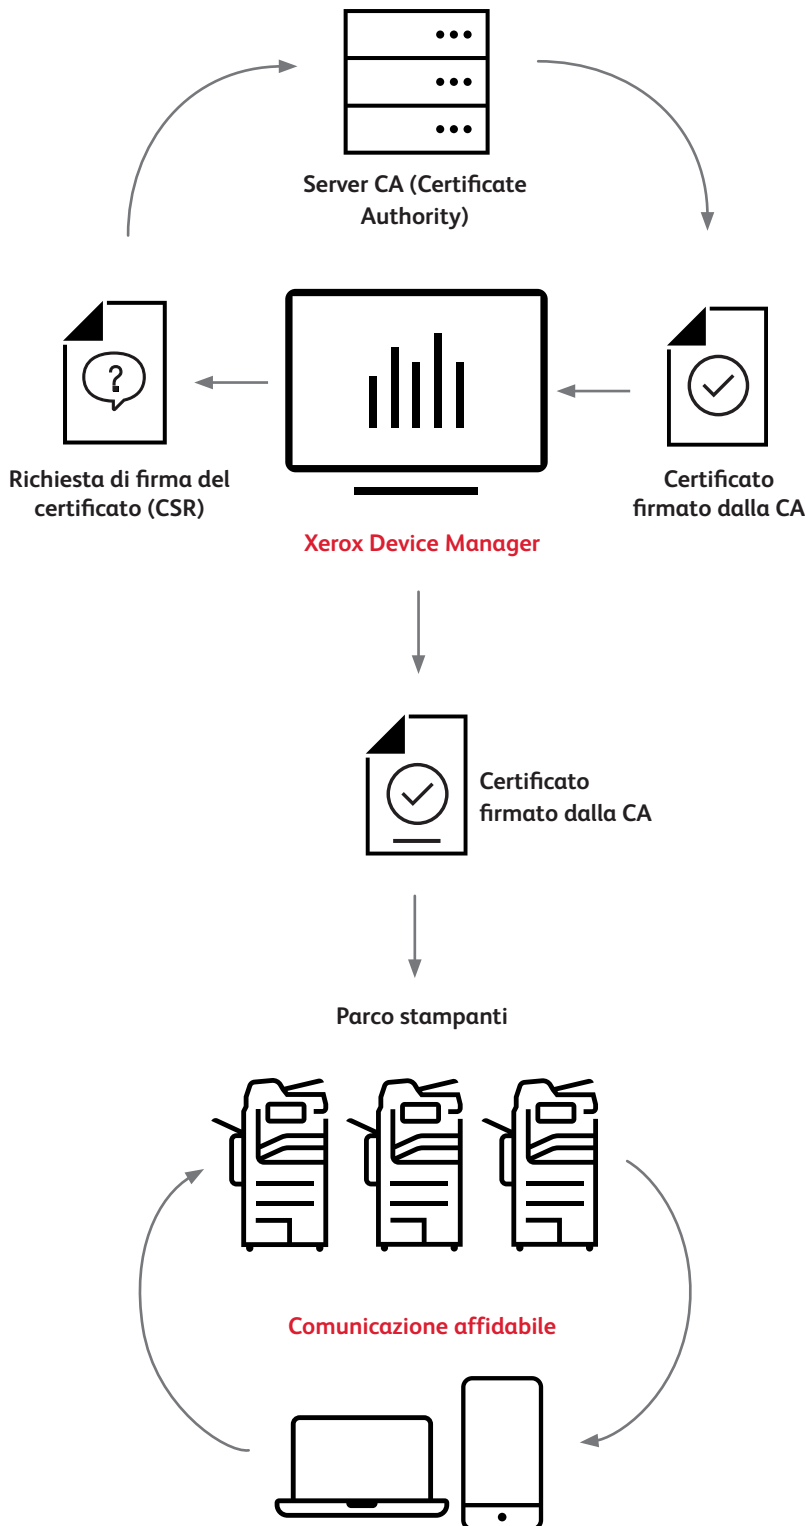 Server CA (Certificate
Authority)
?
Richiesta di firma del
certificato (CSR)
Certificato
firmato dalla CA
Xerox Device Manager
Certificato
firmato dalla CA
Parco stampanti
Comunicazione affidabile